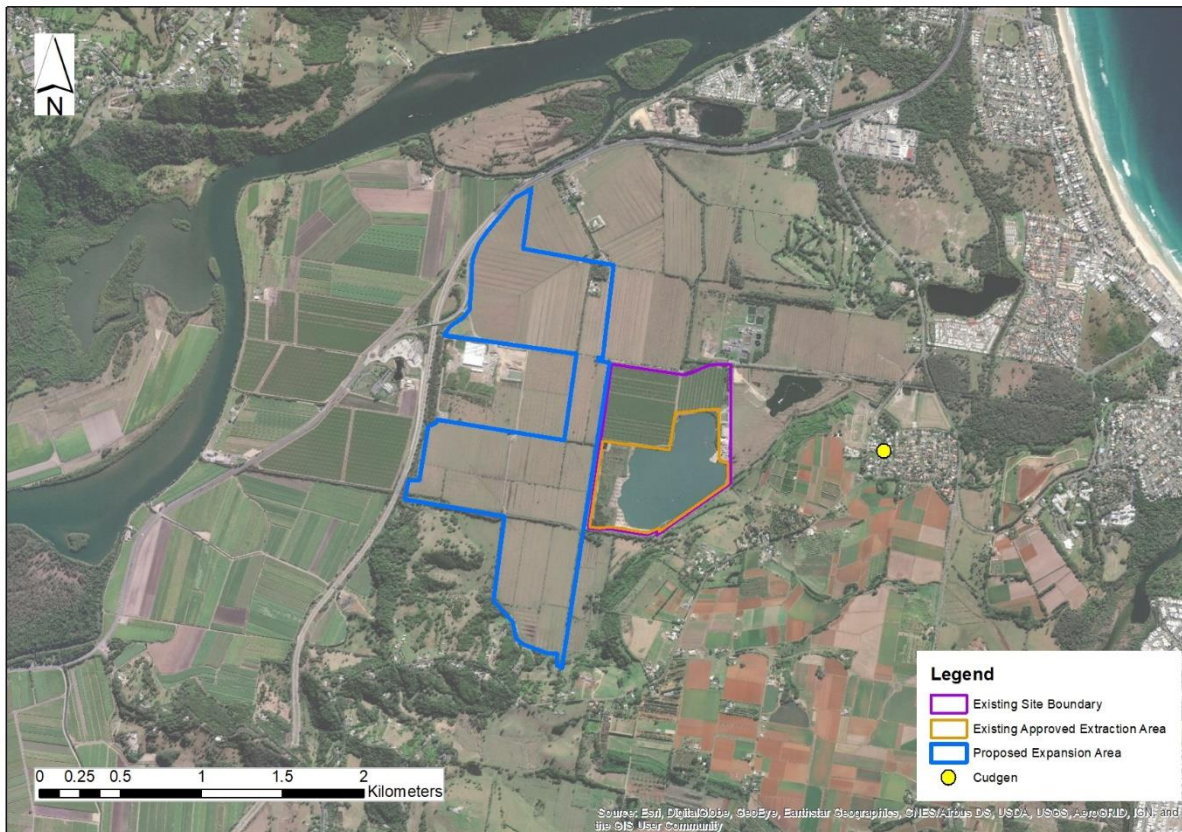 N
Legend
Existing Site Boundary
Existing Approved Extraction Area
Proposed Expansion Area
Cudgen
0 0.25 0.5 1 1.5 2
Kilometers
Source: Esri, DigitalGlobe, GeoEye, Earthstar Geographics, CNES/Airbus DS, USDA, USGS, AeroGRID, IGN, and
the GIS User Community